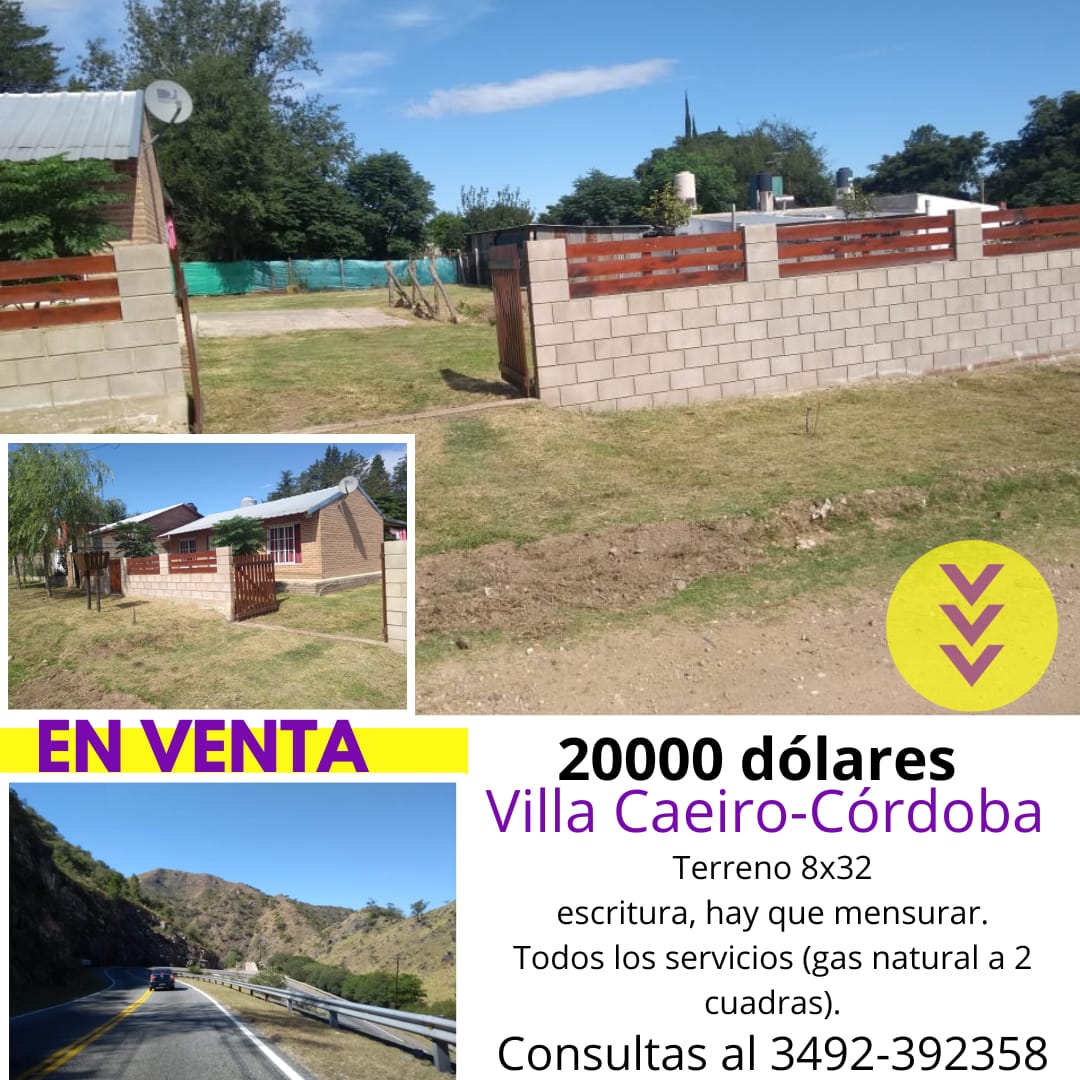 EN VENTA
20000 dólares
Villa Caeiro-Córdoba
Terreno 8x32
escritura, hay que mensurar.
Todos los servicios (gas natural a 2
cuadras).
Consultas al 3492-392358